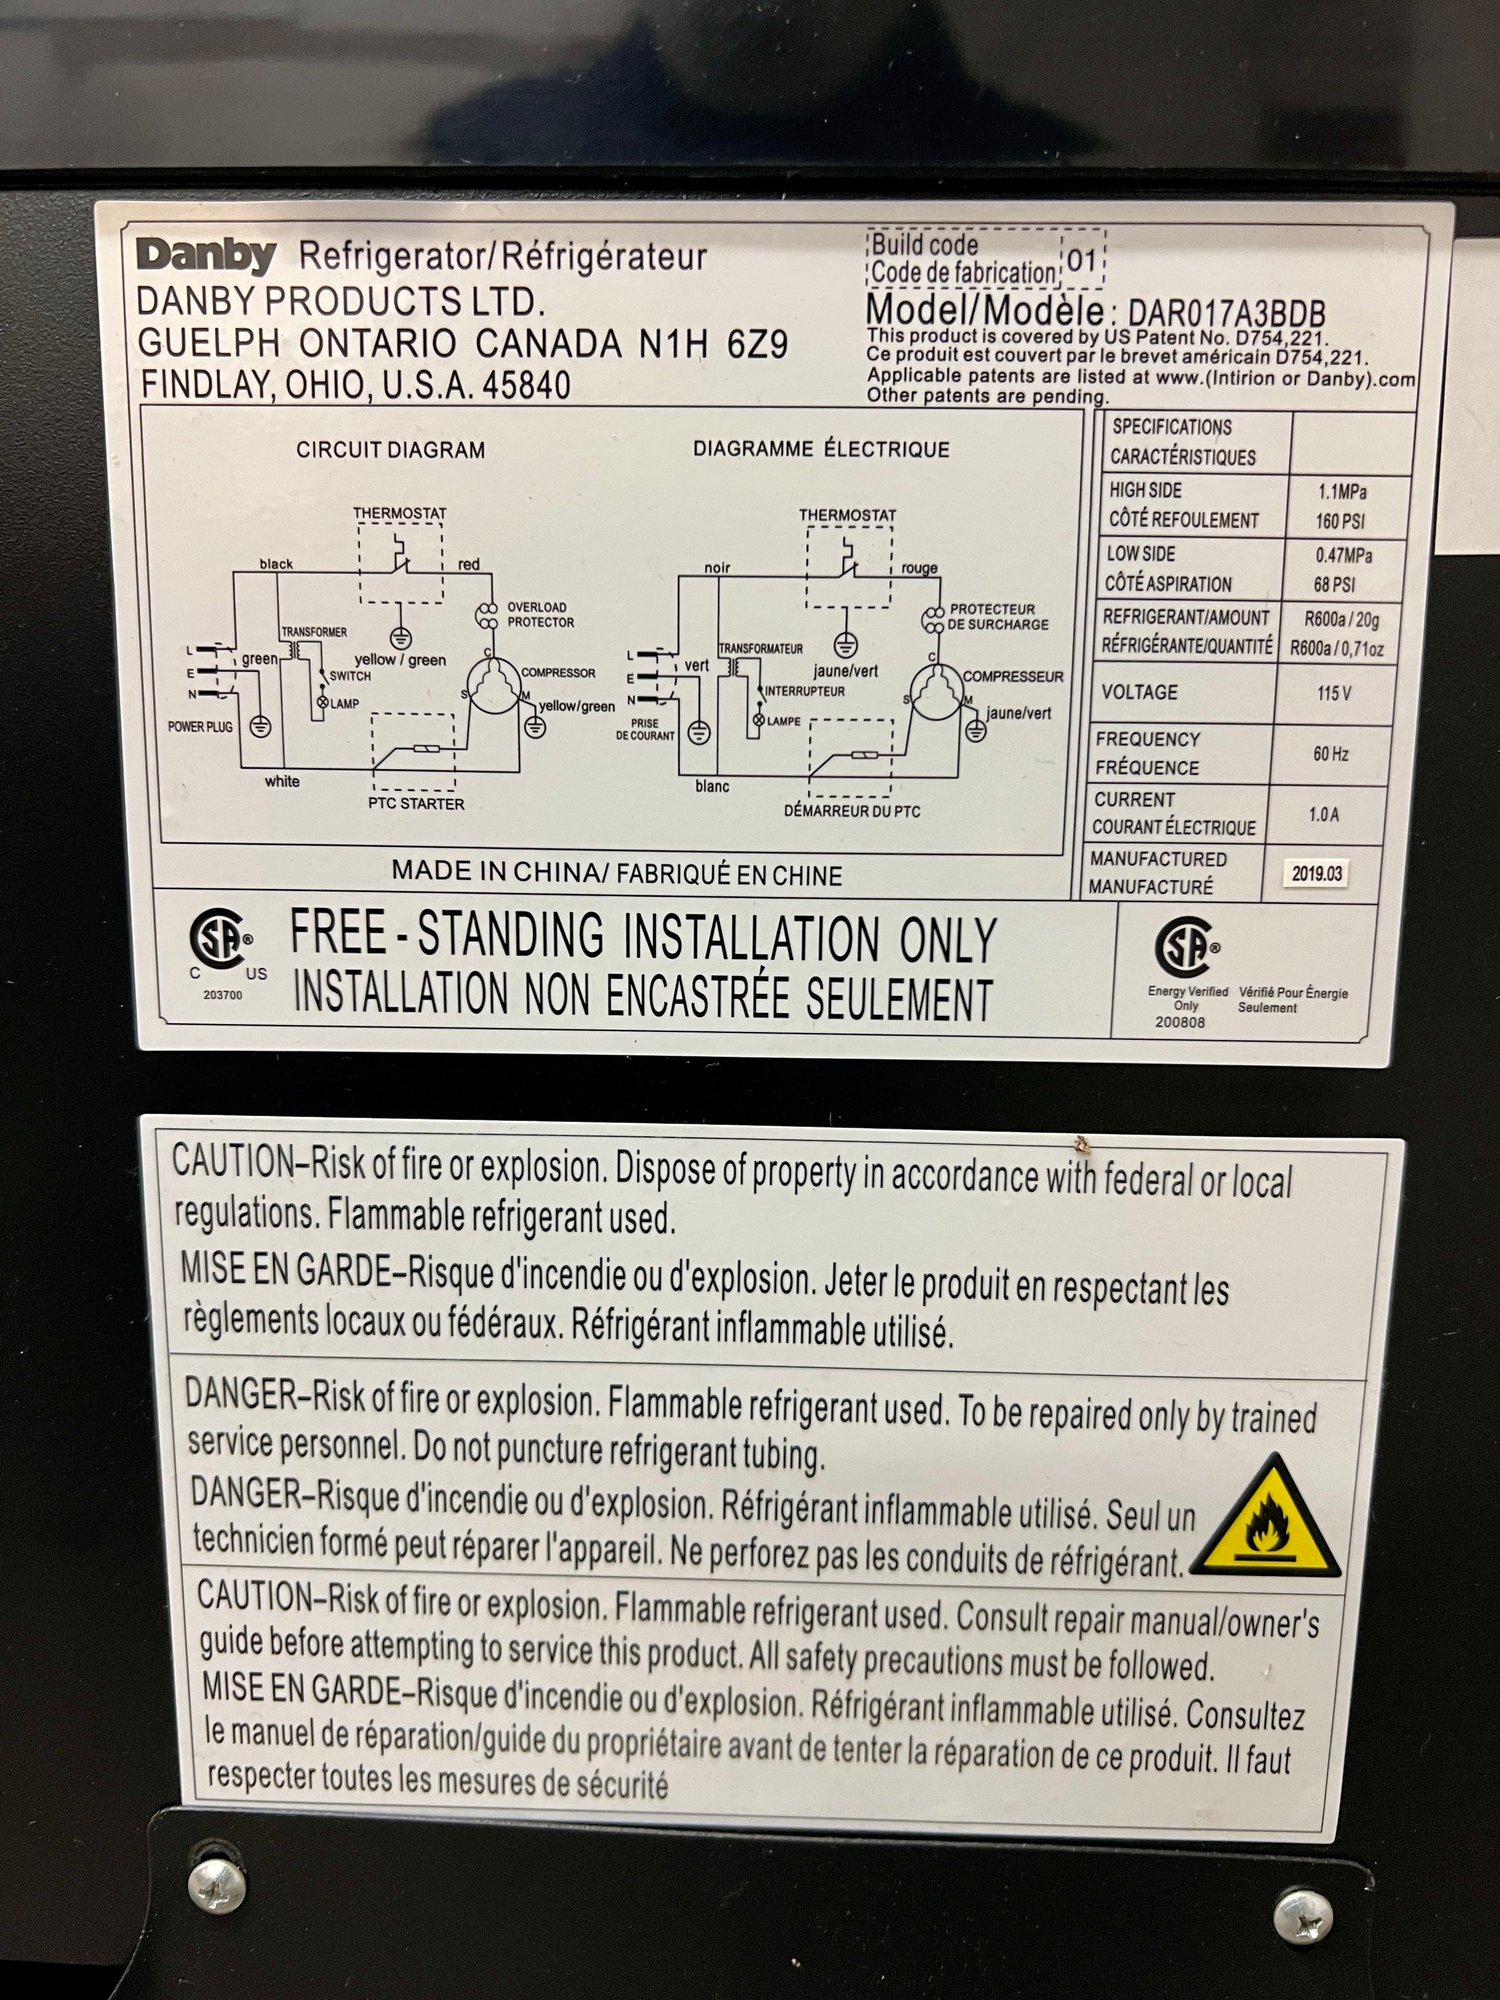 Danby Refrigerator/Réfrigérateur
DANBY PRODUCTS LTD.
GUELPH ONTARIO CANADA N1H 6Z9
FINDLAY, OHIO, U.S.A. 45840
Build code
Code de fabrication 01
Model/Modèle: DAR017A3BDB
This product is covered by US Patent No. D754,221.
Ce produit est couvert par le brevet américain D754,221.
Applicable patents are listed at www.(Intirion or Danby).com
Other patents are pending.
CIRCUIT DIAGRAM
THERMOSTAT
black
red
OVERLOAD
PROTECTOR
TRANSFORMER
green
yellow / green
SWITCH
LAMP
L
E
N
POWER PLUG
C
S
M
COMPRESSOR
yellow/green
white
PTC STARTER
DIAGRAMME ÉLECTRIQUE
THERMOSTAT
noir
rouge
PROTECTEUR
DE SURCHARGE
TRANSFORMATEUR
vert
jaune/vert
INTERRUPTEUR
LAMPE
L
E
N
PRISE
DE COURANT
C
S
M
COMPRESSEUR
jaune/vert
blanc
DÉMARREUR DU PTC
SPECIFICATIONS
CARACTÉRISTIQUES
HIGH SIDE 1.1MPa
CÔTÉ REFOULEMENT 160 PSI
LOW SIDE 0.47MPa
CÔTÉ ASPIRATION 68 PSI
REFRIGERANT/AMOUNT R600a / 20g
RÉFRIGÉRANTE/QUANTITÉ R600a / 0,71oz
VOLTAGE 115 V
FREQUENCY
FRÉQUENCE 60 Hz
CURRENT
COURANT ÉLECTRIQUE 1.0 A
MANUFACTURED
MANUFACTURÉ 2019.03
MADE IN CHINA/ FABRIQUÉ EN CHINE
SA®
C US
203700
FREE - STANDING INSTALLATION ONLY
INSTALLATION NON ENCASTRÉE SEULEMENT
SA®
Energy Verified Vérifié Pour Énergie
Only Seulement
200808
CAUTION–Risk of fire or explosion. Dispose of property in accordance with federal or local
regulations. Flammable refrigerant used.
MISE EN GARDE–Risque d'incendie ou d'explosion. Jeter le produit en respectant les
règlements locaux ou fédéraux. Réfrigérant inflammable utilisé.
DANGER–Risk of fire or explosion. Flammable refrigerant used. To be repaired only by trained
service personnel. Do not puncture refrigerant tubing.
DANGER–Risque d'incendie ou d'explosion. Réfrigérant inflammable utilisé. Seul un
technicien formé peut réparer l'appareil. Ne perforez pas les conduits de réfrigérant.
CAUTION–Risk of fire or explosion. Flammable refrigerant used. Consult repair manual/owner's
guide before attempting to service this product. All safety precautions must be followed.
MISE EN GARDE–Risque d'incendie ou d'explosion. Réfrigérant inflammable utilisé. Consultez
le manuel de réparation/guide du propriétaire avant de tenter la réparation de ce produit. Il faut
respecter toutes les mesures de sécurité